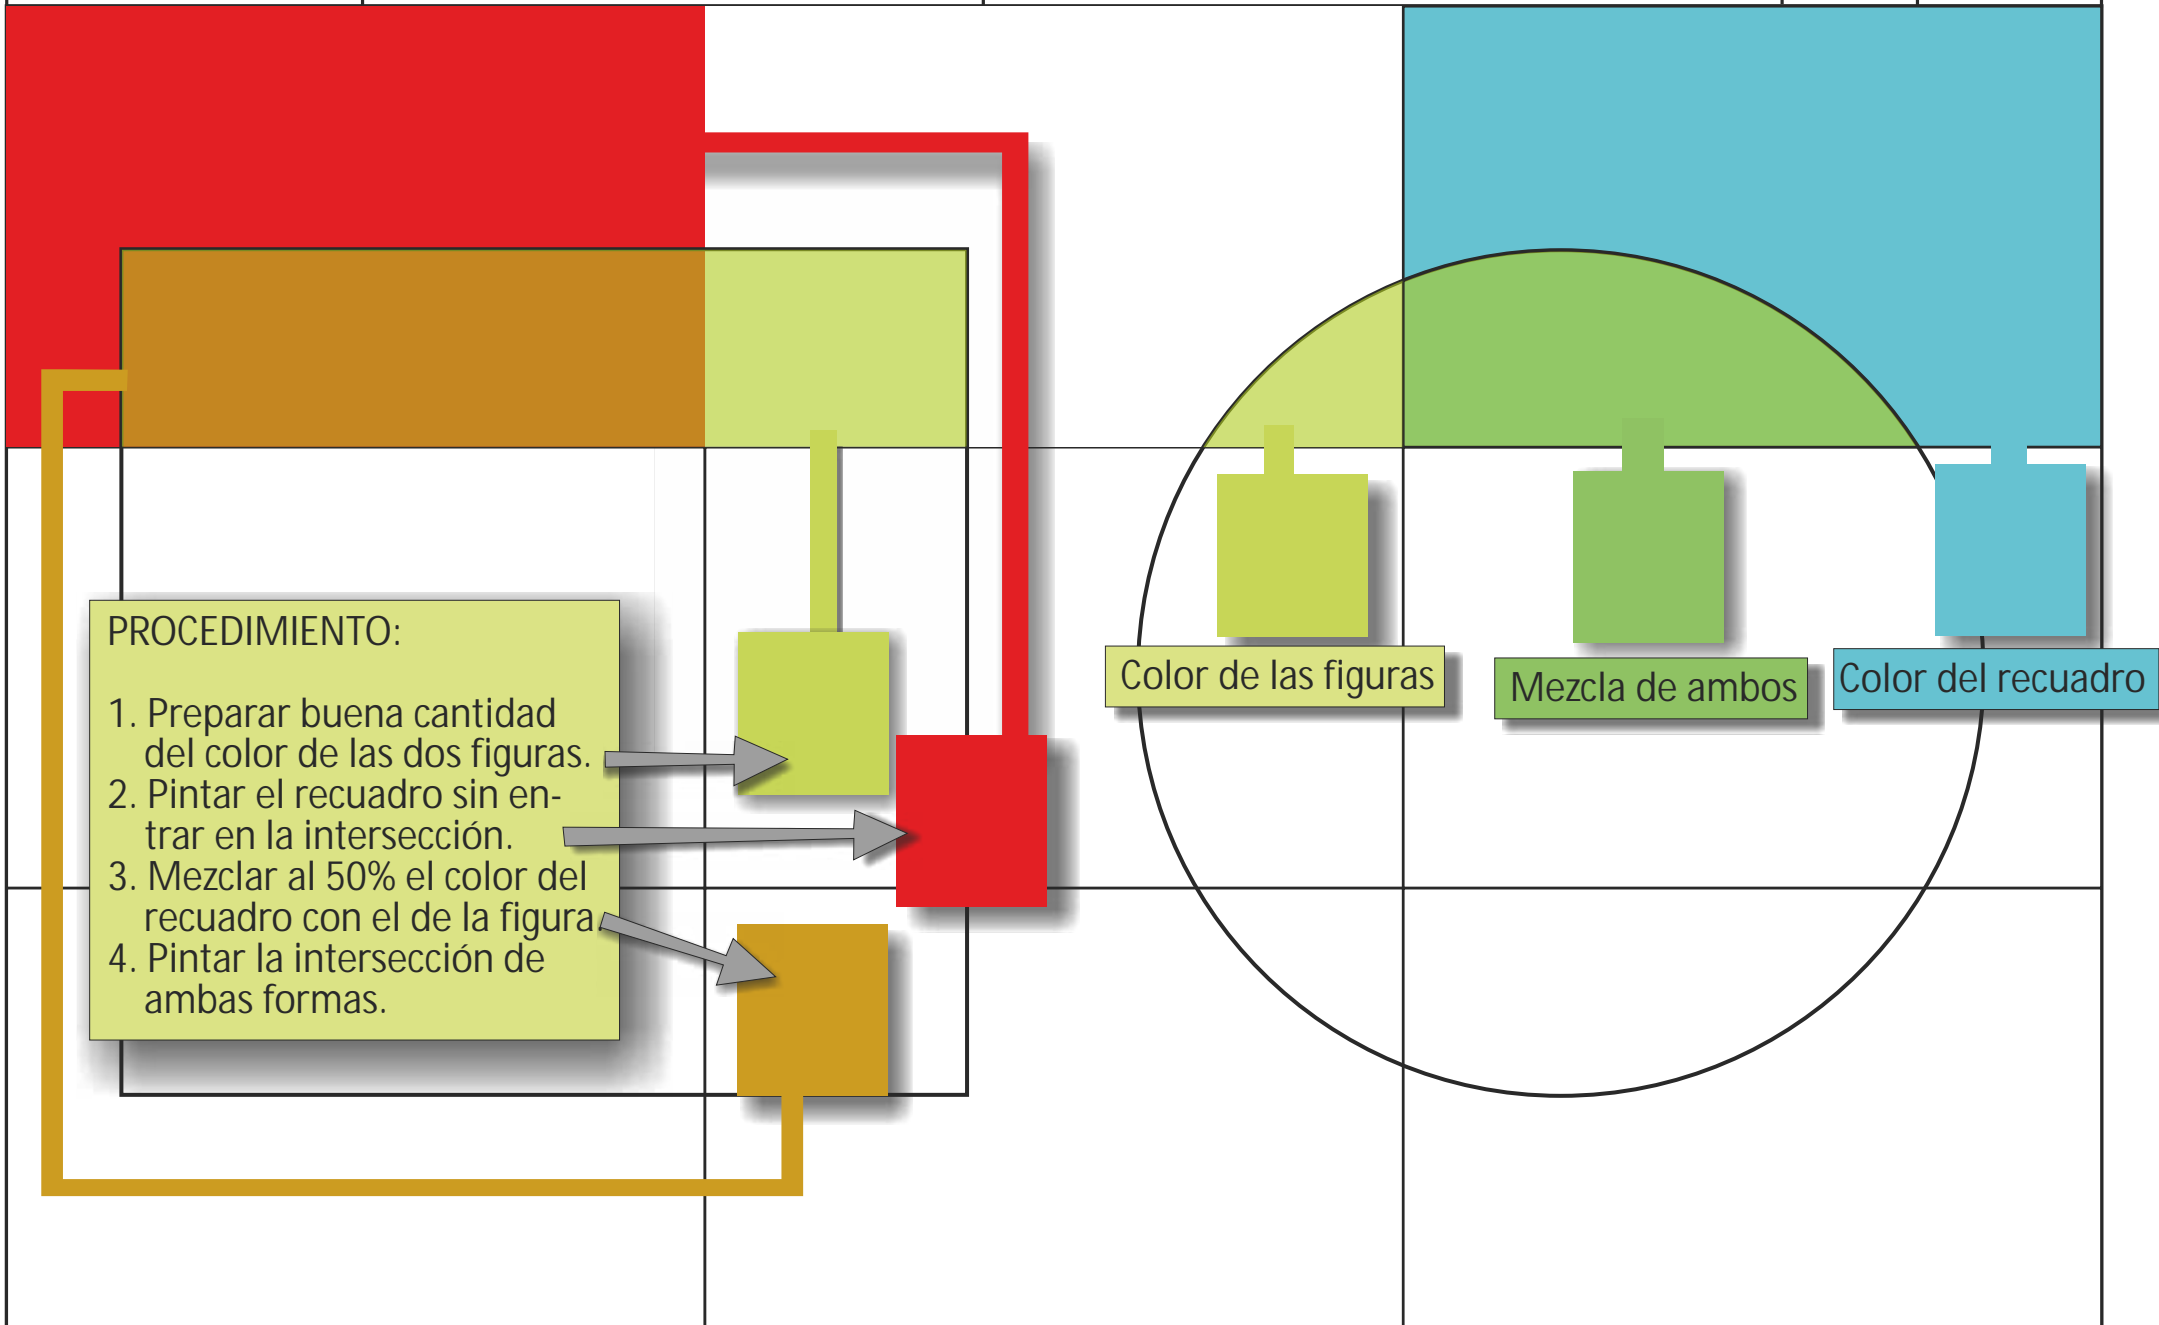 PROCEDIMIENTO:
1. Preparar buena cantidad
del color de las dos figuras.
2. Pintar el recuadro sin en-
trar en la intersección.
3. Mezclar al 50% el color del
recuadro con el de la figura.
4. Pintar la intersección de
ambas formas.
Color de las figuras
Mezcla de ambos
Color del recuadro